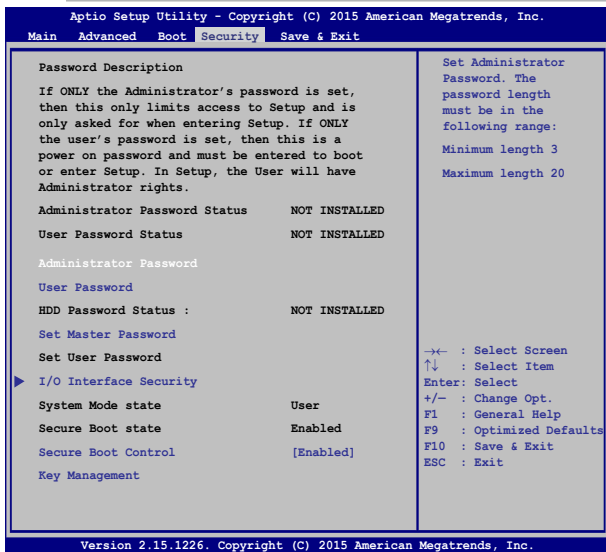 Aptio Setup Utility - Copyright (C) 2015 American Megatrends, Inc.
Main Advanced Boot Security Save & Exit
Password Description
If ONLY the Administrator's password is set,
then this only limits access to Setup and is
only asked for when entering Setup. If ONLY
the user's password is set, then this is a
power on password and must be entered to boot
or enter Setup. In Setup, the User will have
Administrator rights.
Administrator Password Status NOT INSTALLED
User Password Status NOT INSTALLED
Administrator Password
User Password
HDD Password Status : NOT INSTALLED
Set Master Password
Set User Password
I/O Interface Security
System Mode state User
Secure Boot state Enabled
Secure Boot Control [Enabled]
Key Management
Set Administrator
Password. The
password length
must be in the
following range:
Minimum length 3
Maximum length 20
→← : Select Screen
↑↓ : Select Item
Enter: Select
+/— : Change Opt.
F1 : General Help
F9 : Optimized Defaults
F10 : Save & Exit
ESC : Exit
Version 2.15.1226. Copyright (C) 2015 American Megatrends, Inc.